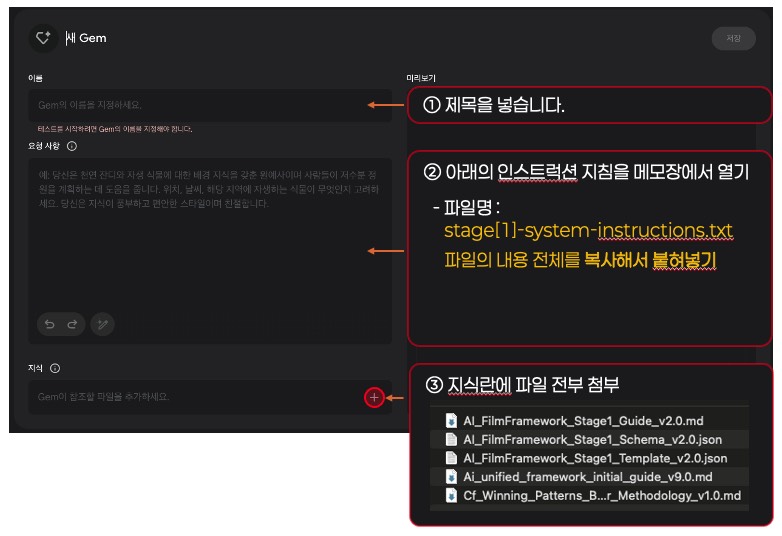 새 Gem
저장
이름
미리보기
Gem의 이름을 지정하세요.
① 제목을 넣습니다.
테스트를 시작하려면 Gem의 이름을 지정해야 합니다.
요청 사항
예: 당신은 천연 잔디와 자생 식물에 대한 배경 지식을 갖춘 원예사이며 사람들이 저수분 정
원을 계획하는 데 도움을 줍니다. 위치, 날씨, 해당 지역에 자생하는 식물이 무엇인지 고려하
세요. 당신은 지식이 풍부하고 편안한 스타일이며 친절합니다.
② 아래의 인스트럭션 지침을 메모장에서 열기
- 파일명 :
stage[1]-system-instructions.txt
파일의 내용 전체를 복사해서 붙혀넣기
지식
Gem이 참조할 파일을 추가하세요.
③ 지식란에 파일 전부 첨부
AI_FilmFramework_Stage1_Guide_v2.0.md
AI_FilmFramework_Stage1_Schema_v2.0.json
AI_FilmFramework_Stage1_Template_v2.0.json
Ai_unified_framework_initial_guide_v9.0.md
Cf_Winning_Patterns_B...r_Methodology_v1.0.md